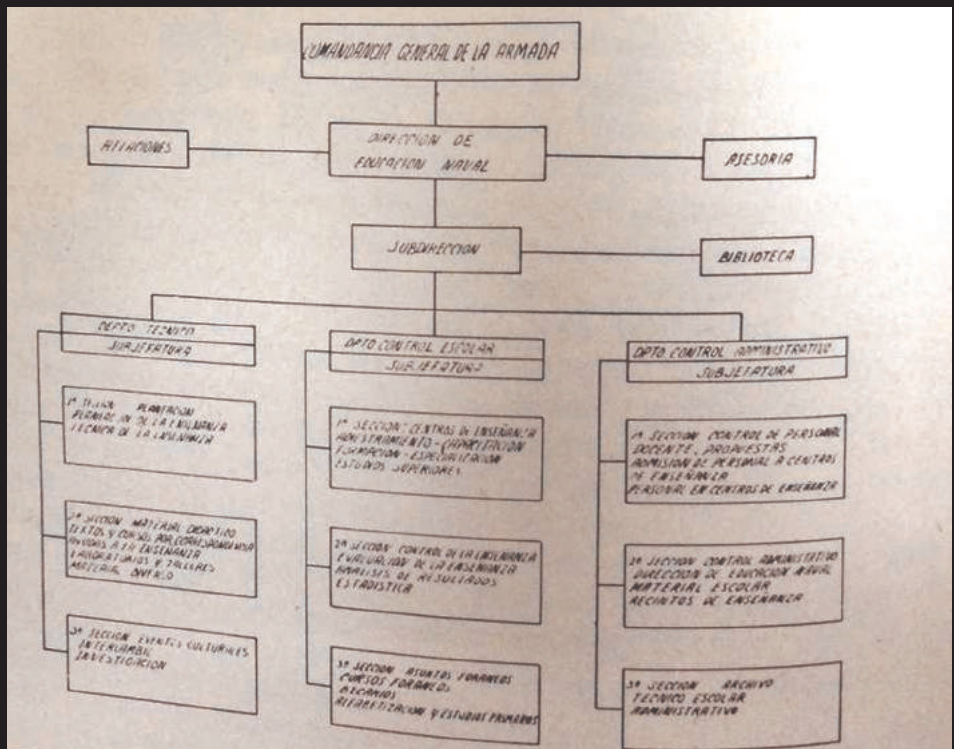 COMANDANCIA GENERAL DE LA ARMADA
RELACIONES
DIRECCION DE
EDUCACION NAVAL
ASESORIA
SUBDIRECCION
BIBLIOTECA
DEPTO TECNICO
SUBJEFATURA
1ª SECCION PLANEACION
PLANEACION DE LA ENSEÑANZA
TECNICA DE LA ENSEÑANZA
2ª SECCION MATERIAL DIDACTICO
TEXTOS Y CURSOS POR CORRESPONDENCIA
AYUDAS A LA ENSEÑANZA
LABORATORIOS Y TALLERES
MATERIAL DIVERSO
3ª SECCION EVENTOS CULTURALES
INTERCAMBIO
INVESTIGACION
DPTO. CONTROL ESCOLAR
SUBJEFATURA
1ª SECCION CENTROS DE ENSEÑANZA
ADIESTRAMIENTO-CAPACITACION
FORMACION-ESPECIALIZACION
ESTUDIOS SUPERIORES
2ª SECCION CONTROL DE LA ENSEÑANZA
EVALUACION DE LA ENSEÑANZA
ANALISIS DE RESULTADOS
ESTADISTICA
3ª SECCION ASUNTOS FORANEOS
CURSOS FORANEOS
BECARIOS
ALFABETIZACION Y ESTUDIOS PRIMARIOS
DPTO. CONTROL ADMINISTRATIVO
SUBJEFATURA
1ª SECCION CONTROL DE PERSONAL
DOCENTE, PROPUESTAS
ADMISION DE PERSONAL A CENTROS
DE ENSEÑANZA
PERSONAL EN CENTROS DE ENSEÑANZA
2ª SECCION CONTROL ADMINISTATIVO
DIRECCION DE EDUCACION NAVAL
MATERIAL ESCOLAR
RECINTOS DE ENSEÑANZA
3ª SECCION ARCHIVO
TECNICO ESCOLAR
ADMINISTRATIVO